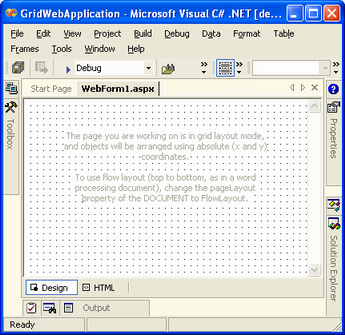 GridWebApplication - Microsoft Visual C# .NET [de...
File Edit View Project Build Debug Data Format Table
Frames Tools Window Help
Debug
Start Page WebForm1.aspx
Toolbox
The page you are working on is in grid layout mode,
and objects will be arranged using absolute (x and y)
coordinates.
To use flow layout (top to bottom, as in a word
processing document), change the pageLayout
property of the DOCUMENT to FlowLayout.
Properties
Solution Explorer
Design HTML
Output
Ready